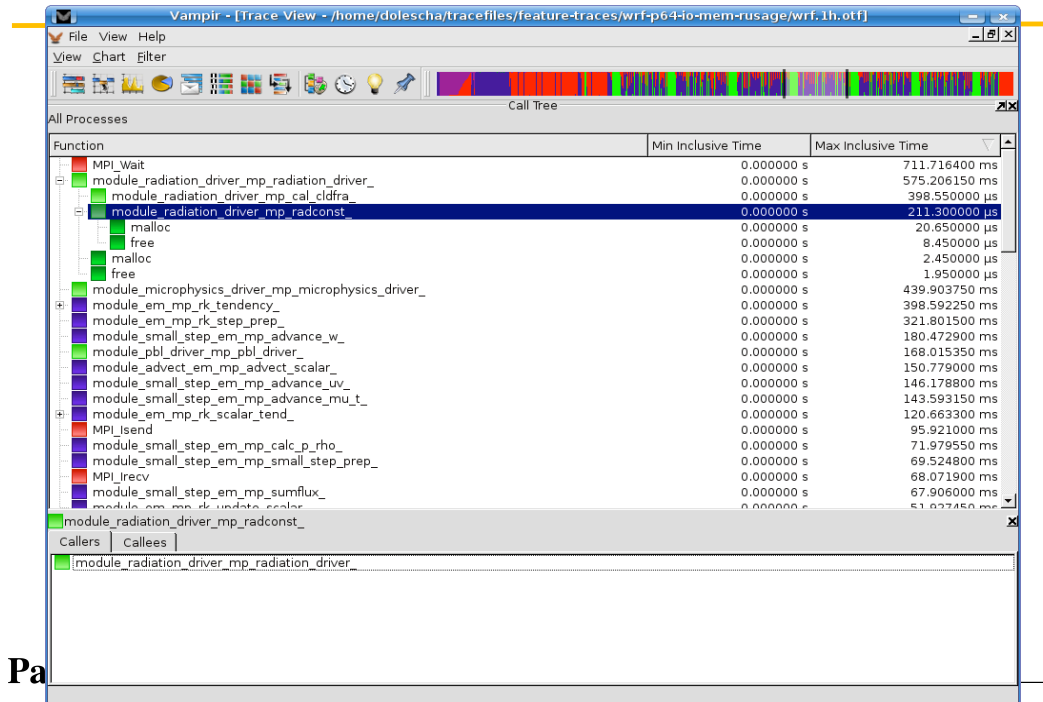 Vampir - [Trace View - /home/dolescha/tracefiles/feature-traces/wrf-p64-io-mem-rusage/wrf.1h.otf]
File View Help
View Chart Filter
Call Tree
All Processes
Function Min Inclusive Time Max Inclusive Time
MPI_Wait 0.000000 s 711.716400 ms
module_radiation_driver_mp_radiation_driver_ 0.000000 s 575.206150 ms
module_radiation_driver_mp_cal_cldfra_ 0.000000 s 398.550000 µs
module_radiation_driver_mp_radconst_ 0.000000 s 211.300000 µs
malloc 0.000000 s 20.650000 µs
free 0.000000 s 8.450000 µs
malloc 0.000000 s 2.450000 µs
free 0.000000 s 1.950000 µs
module_microphysics_driver_mp_microphysics_driver_ 0.000000 s 439.903750 ms
module_em_mp_rk_tendency_ 0.000000 s 398.592250 ms
module_em_mp_rk_step_prep_ 0.000000 s 321.801500 ms
module_small_step_em_mp_advance_w_ 0.000000 s 180.472900 ms
module_pbl_driver_mp_pbl_driver_ 0.000000 s 168.015350 ms
module_advect_em_mp_advect_scalar_ 0.000000 s 150.779000 ms
module_small_step_em_mp_advance_uv_ 0.000000 s 146.178800 ms
module_small_step_em_mp_advance_mu_t_ 0.000000 s 143.593150 ms
module_em_mp_rk_scalar_tend_ 0.000000 s 120.663300 ms
MPI_Isend 0.000000 s 95.921000 ms
module_small_step_em_mp_calc_p_rho_ 0.000000 s 71.979550 ms
module_small_step_em_mp_small_step_prep_ 0.000000 s 69.524800 ms
MPI_Irecv 0.000000 s 68.071900 ms
module_small_step_em_mp_sumflux_ 0.000000 s 67.906000 ms
module_em_mp_rk_update_scalar_ 0.000000 s 51.927450 ms
module_radiation_driver_mp_radconst_
Callers Callees
module_radiation_driver_mp_radiation_driver_
Pa